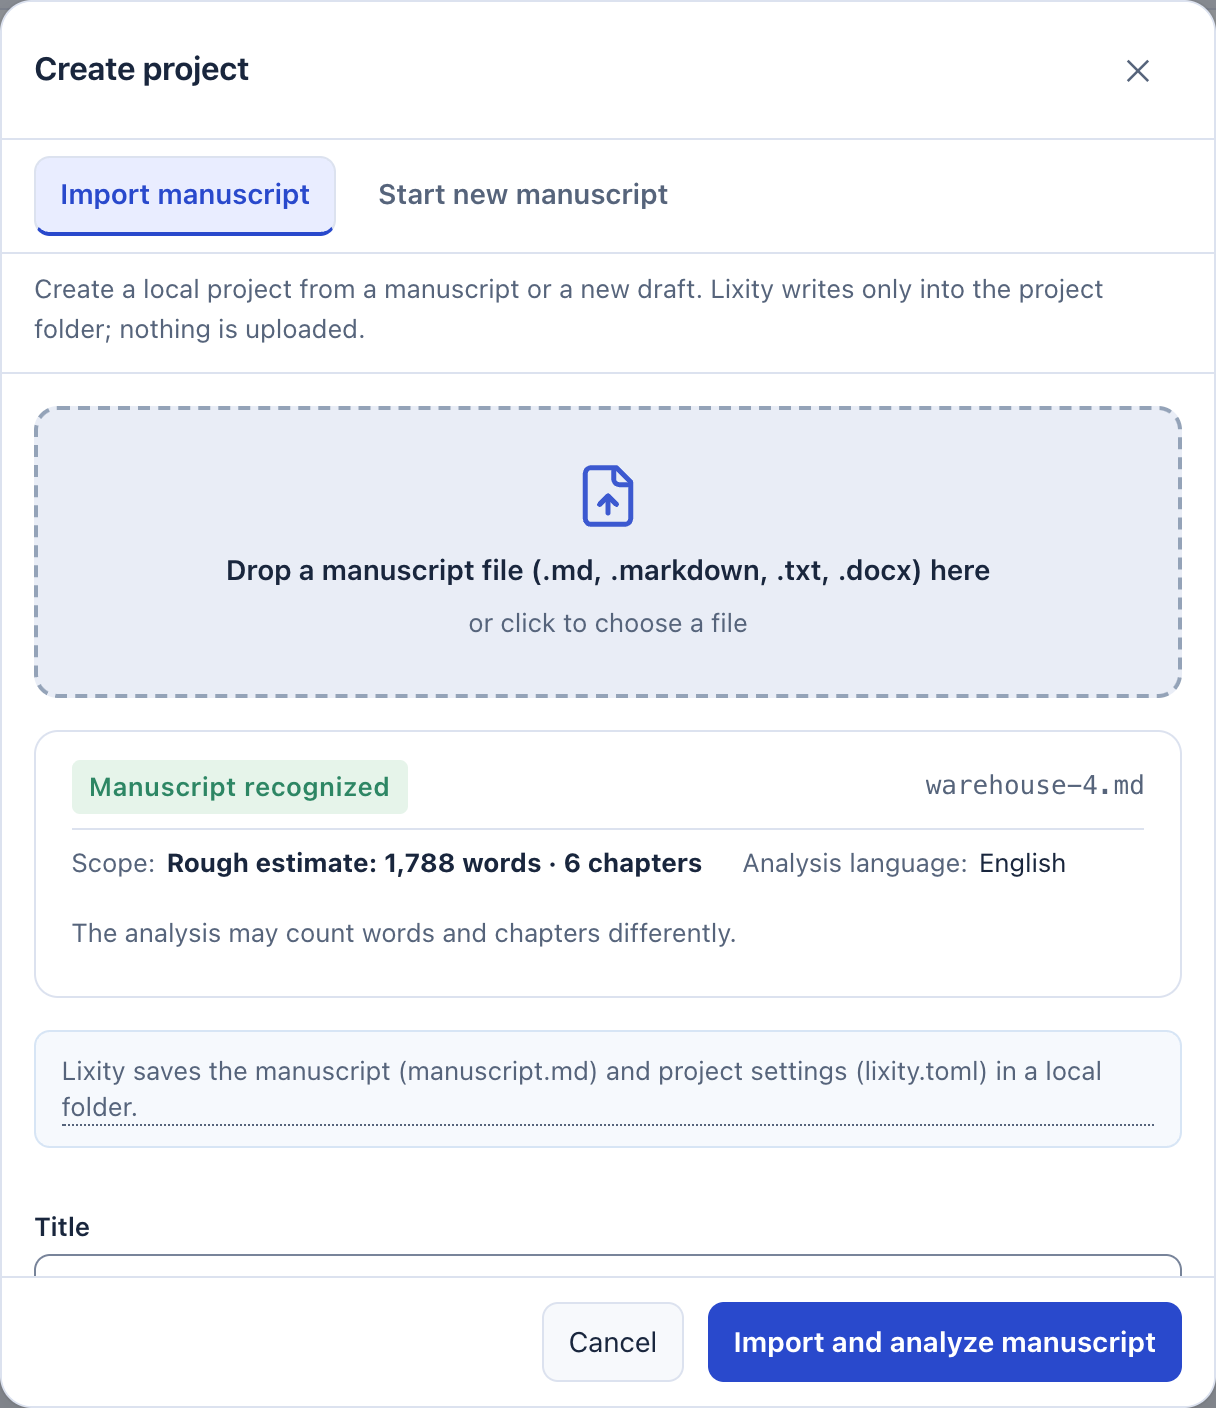 Create project
Import manuscript
Start new manuscript
Create a local project from a manuscript or a new draft. Lixity writes only into the project
folder; nothing is uploaded.
Drop a manuscript file (.md, .markdown, .txt, .docx) here
or click to choose a file
Manuscript recognized
warehouse-4.md
Scope: Rough estimate: 1,788 words · 6 chapters Analysis language: English
The analysis may count words and chapters differently.
Lixity saves the manuscript (manuscript.md) and project settings (lixity.toml) in a local
folder.
Title
Cancel
Import and analyze manuscript